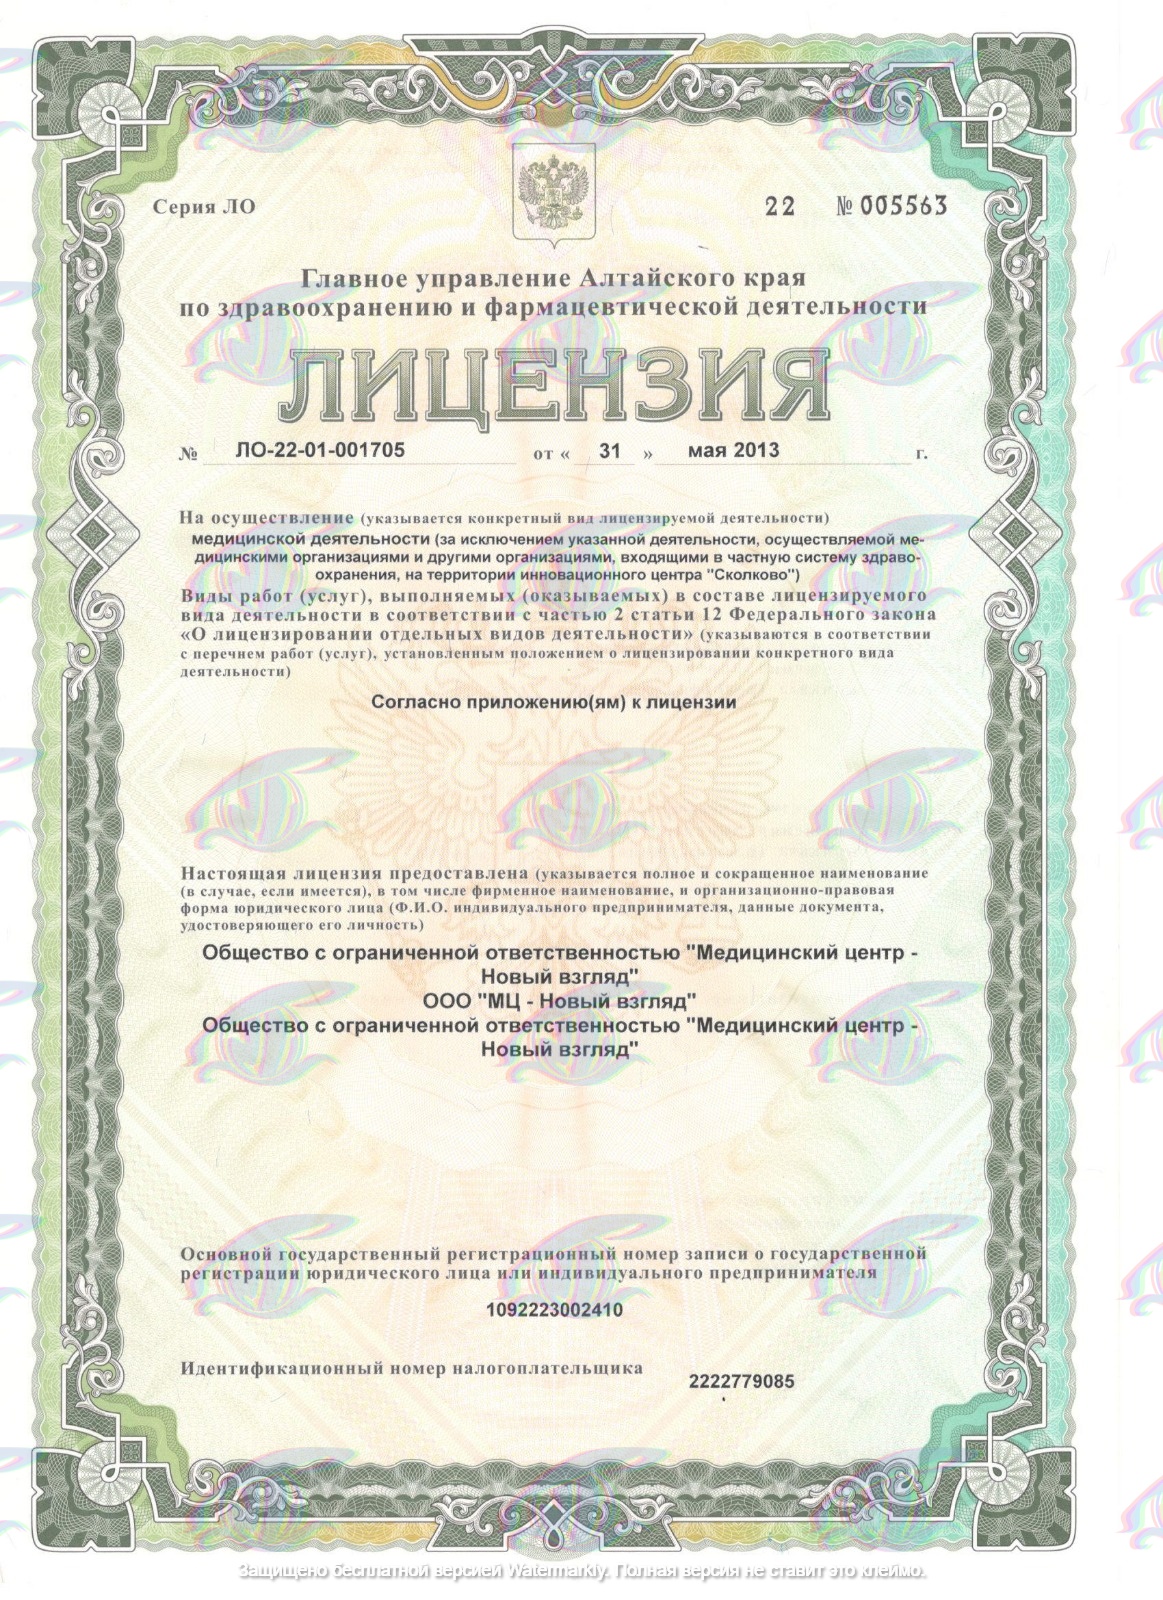 Серия ЛО
22 № 005563
Главное управление Алтайского края
по здравоохранению и фармацевтической деятельности
ЛИЦЕНЗИЯ
№ ЛО-22-01-001705 от « 31 » мая 2013 г.
На осуществление (указывается конкретный вид лицензируемой деятельности)
медицинской деятельности (за исключением указанной деятельности, осуществляемой ме-
дицинскими организациями и другими организациями, входящими в частную систему здраво-
охранения, на территории инновационного центра "Сколково")
Виды работ (услуг), выполняемых (оказываемых) в составе лицензируемого
вида деятельности в соответствии с частью 2 статьи 12 Федерального закона
«О лицензировании отдельных видов деятельности» (указываются в соответствии
с перечнем работ (услуг), установленным положением о лицензировании конкретного вида
деятельности)
Согласно приложению(ям) к лицензии
Настоящая лицензия предоставлена (указывается полное и сокращенное наименование
(в случае, если имеется), в том числе фирменное наименование, и организационно-правовая
форма юридического лица (Ф.И.О. индивидуального предпринимателя, данные документа,
удостоверяющего его личность)
Общество с ограниченной ответственностью "Медицинский центр -
Новый взгляд"
ООО "МЦ - Новый взгляд"
Общество с ограниченной ответственностью "Медицинский центр -
Новый взгляд"
Основной государственный регистрационный номер записи о государственной
регистрации юридического лица или индивидуального предпринимателя
1092223002410
Идентификационный номер налогоплательщика
2222779085
Защищено бесплатной версией Watermarkly. Полная версия не ставит это клеймо.